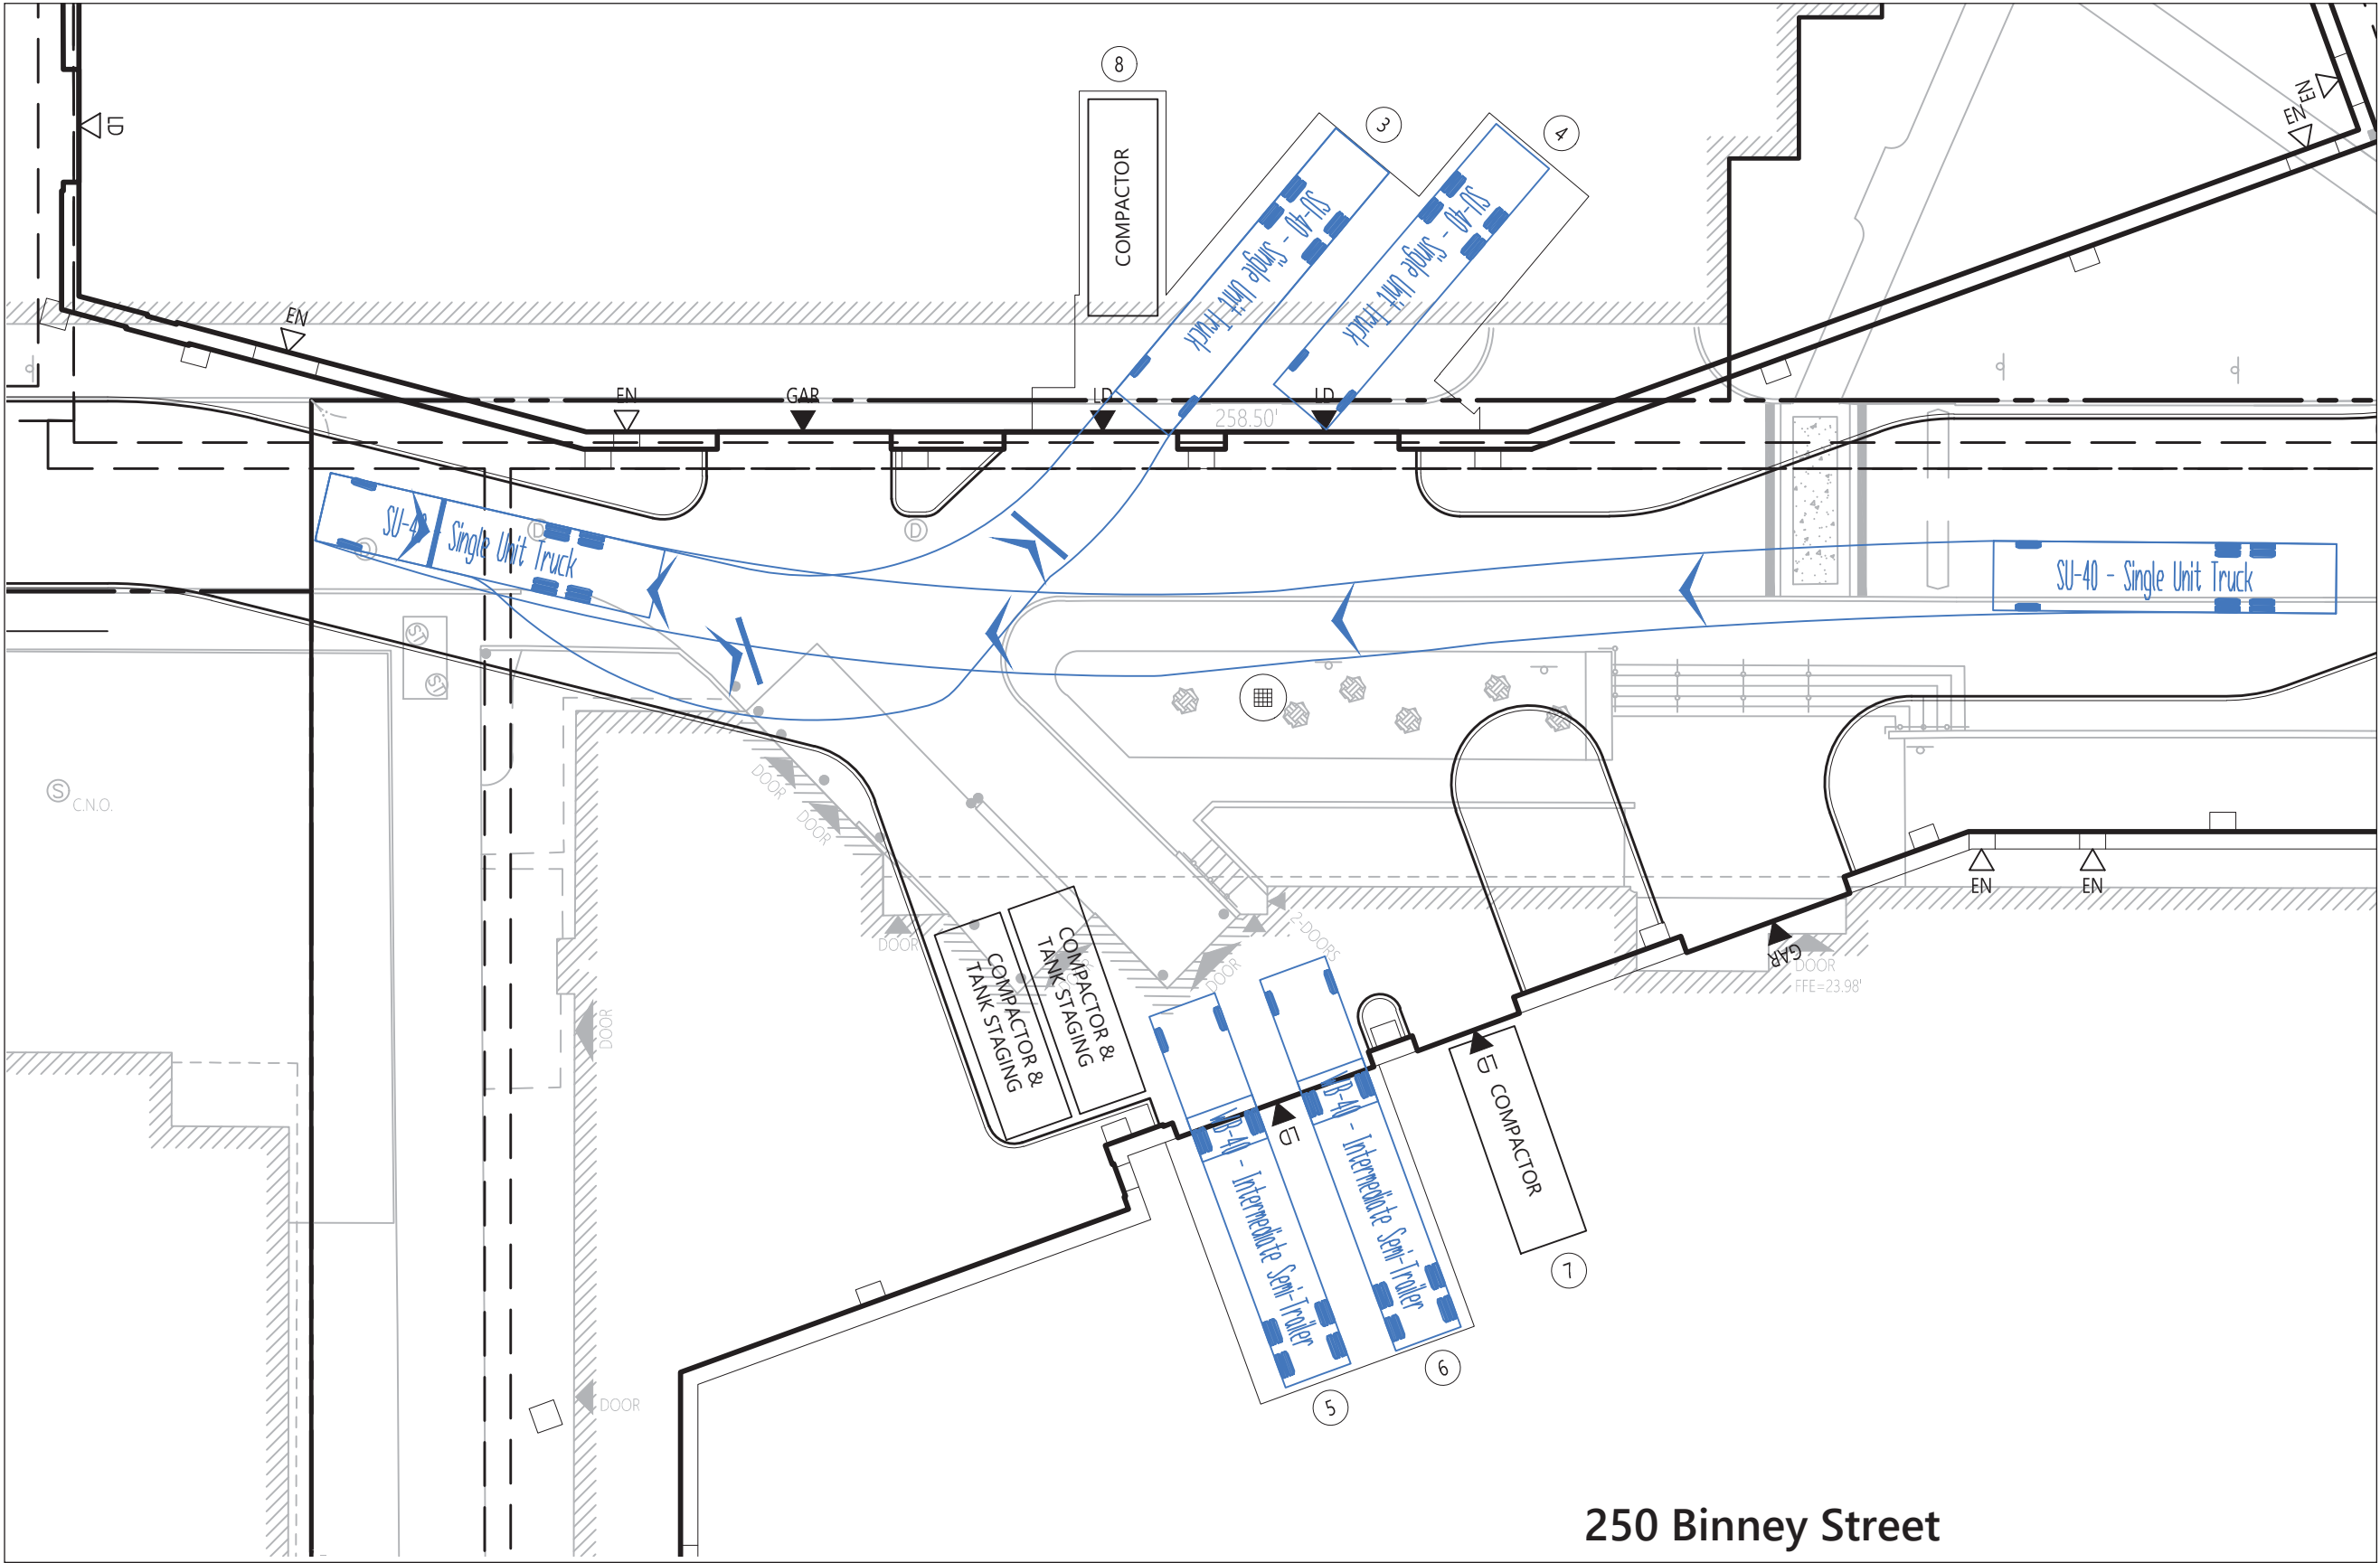 8
3
4
LD
COMPACTOR
EN
EN
SU-40 - Single Unit Truck
SU-40 - Single Unit Truck
EN
EN
GAR
LD
LD
258.50'
SU-40 - Single Unit Truck
D
D
D
SU-40 - Single Unit Truck
ST
ST
S
C.N.O.
DOOR
DOOR
DOOR
DOOR
2-DOORS
EN
EN
GAR
DOOR
FFE=23.98'
COMPACTOR &
TANK STAGING
COMPACTOR &
TANK STAGING
DOOR
LD
LD
COMPACTOR
WB-40 - Intermediate Semi-Trailer
WB-40 - Intermediate Semi-Trailer
7
6
5
DOOR
250 Binney Street